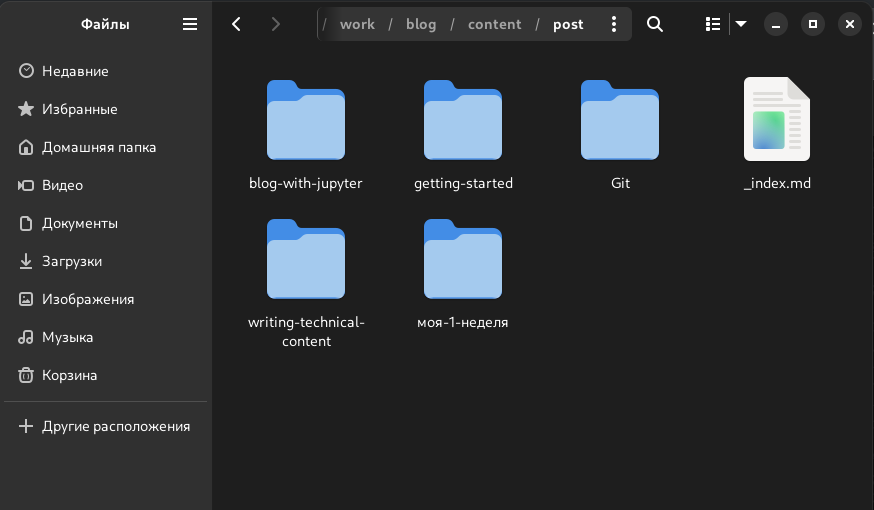 Файлы
/ work / blog / content / post
Недавние
Избранные
Домашняя папка
Видео
Документы
Загрузки
Изображения
Музыка
Корзина
Другие расположения
blog-with-jupyter
getting-started
Git
_index.md
writing-technical-
content
моя-1-неделя